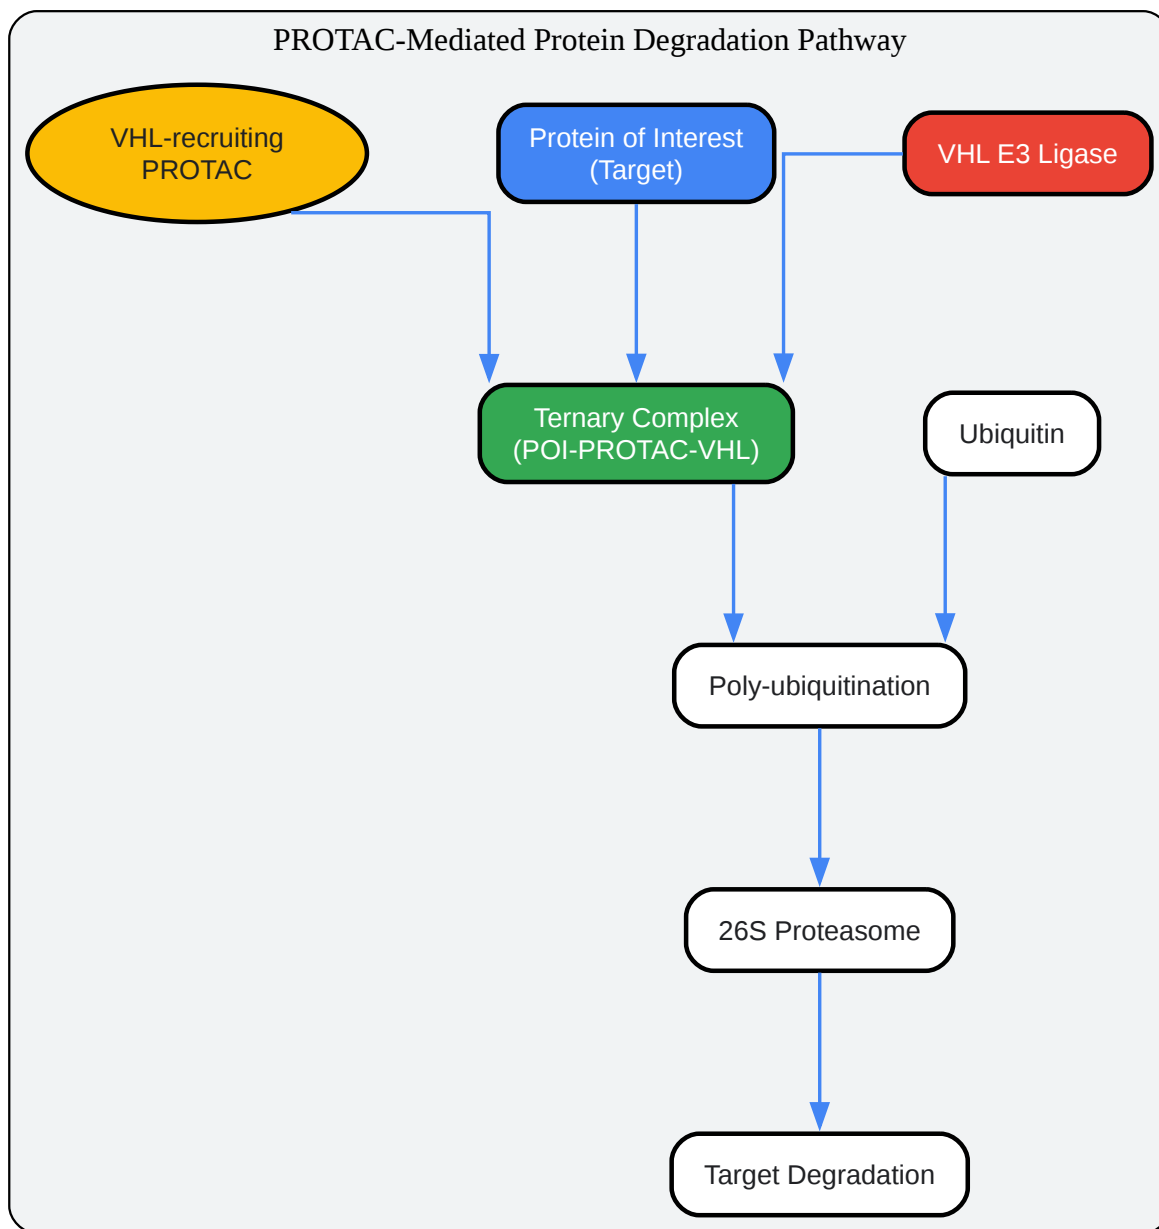 PROTAC-Mediated Protein Degradation Pathway
VHL-recruiting
PROTAC
Protein of Interest
(Target)
VHL E3 Ligase
Ternary Complex
(POI-PROTAC-VHL)
Ubiquitin
Poly-ubiquitination
26S Proteasome
Target Degradation